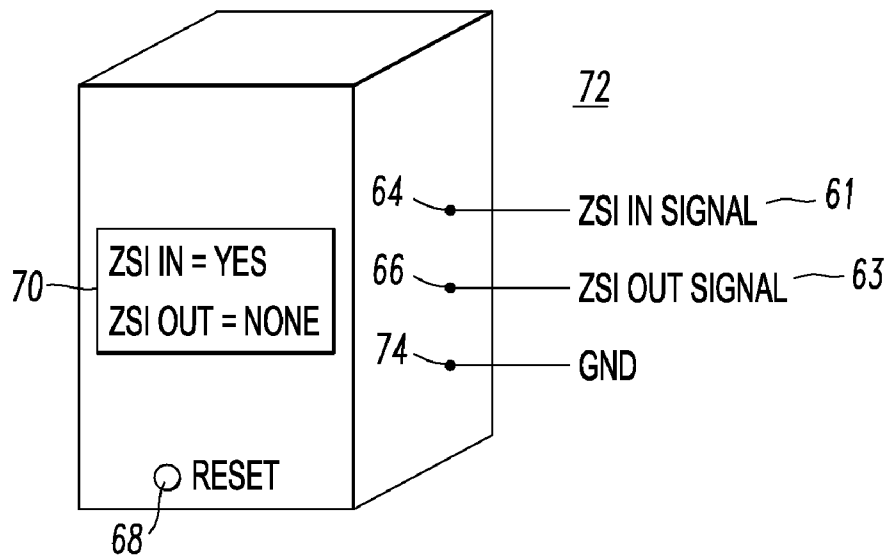 72
64
ZSI IN SIGNAL 61
ZSI IN = YES
70
66
ZSI OUT SIGNAL 63
ZSI OUT = NONE
74
GND
RESET
68